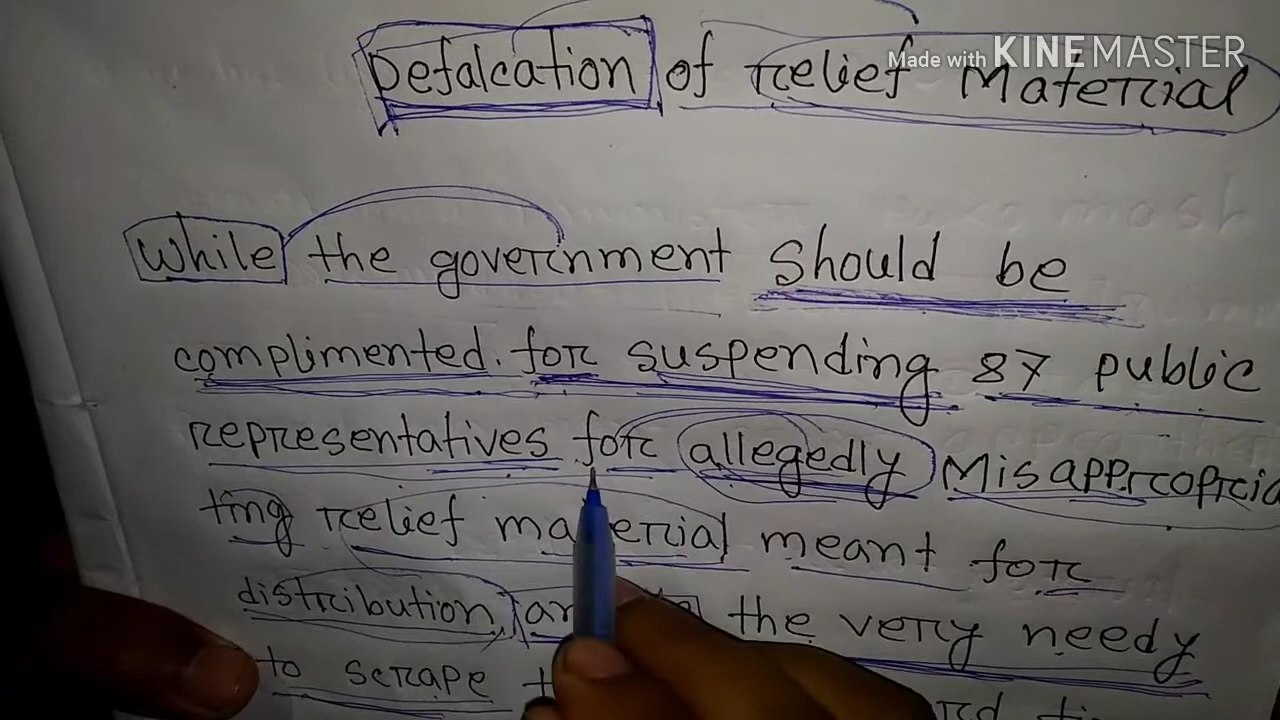 Made with KINEMASTER
Defalcation of relief Material
While the government should be
complimented. for suspending 87 public
representatives for allegedly Misappropria
ting relief material meant for
distribution, the very needy
to scrape